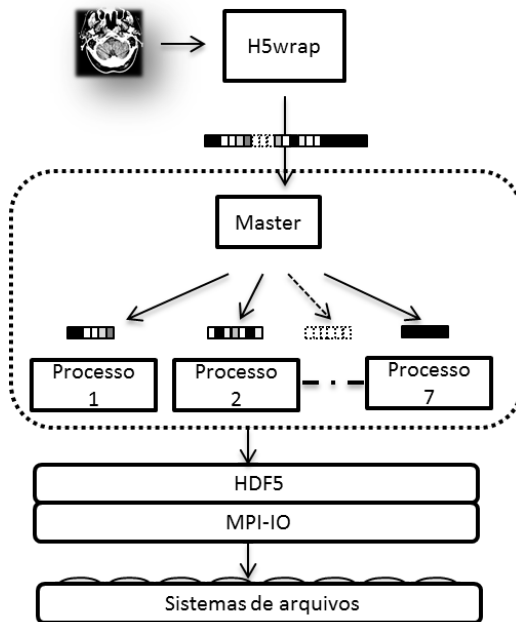 H5wrap
Master
Processo
1
Processo
2
Processo
7
HDF5
MPI-IO
Sistemas de arquivos